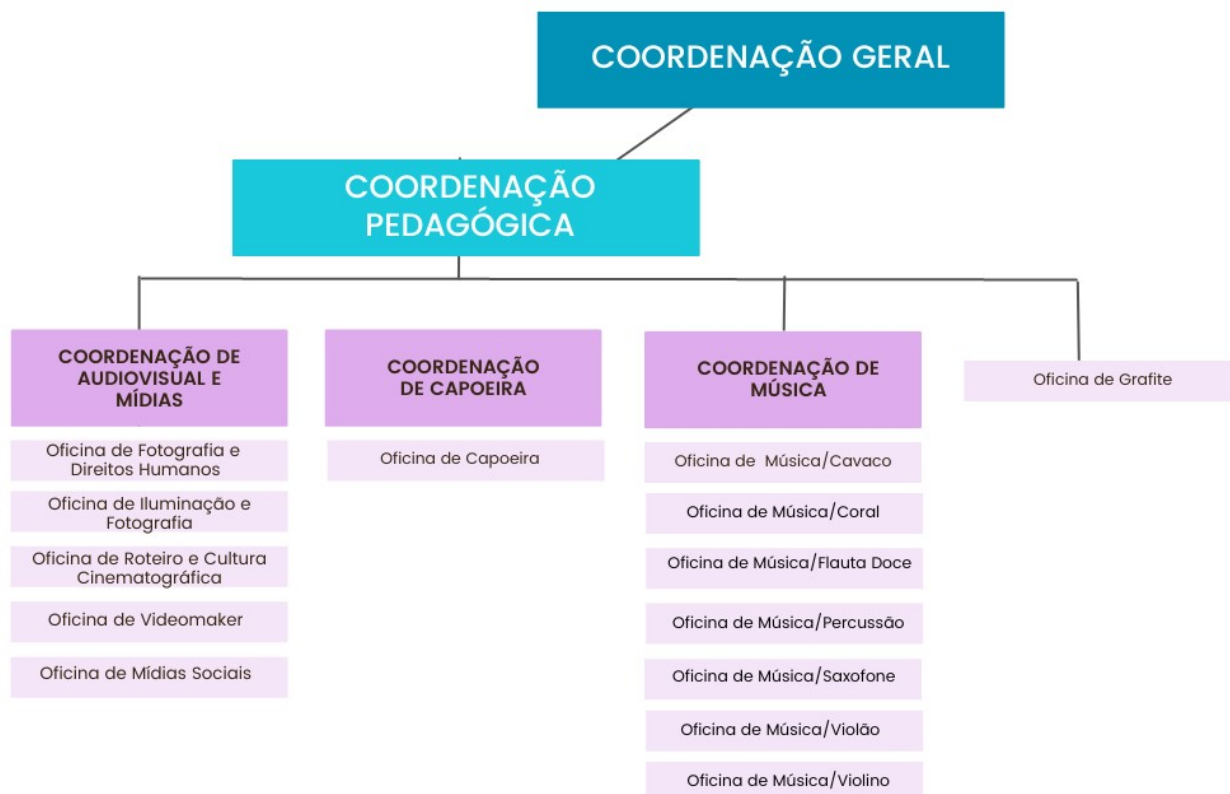 COORDENAÇÃO GERAL
COORDENAÇÃO
PEDAGÓGICA
COORDENAÇÃO DE
AUDIOVISUAL E
MÍDIAS
Oficina de Fotografia e
Direitos Humanos
Oficina de Iluminação e
Fotografia
Oficina de Roteiro e Cultura
Cinematográfica
Oficina de Videomaker
Oficina de Mídias Sociais
COORDENAÇÃO
DE CAPOEIRA
Oficina de Capoeira
COORDENAÇÃO DE
MÚSICA
Oficina de Música/Cavaco
Oficina de Música/Coral
Oficina de Música/Flauta Doce
Oficina de Música/Percussão
Oficina de Música/Saxofone
Oficina de Música/Violão
Oficina de Música/Violino
Oficina de Grafite